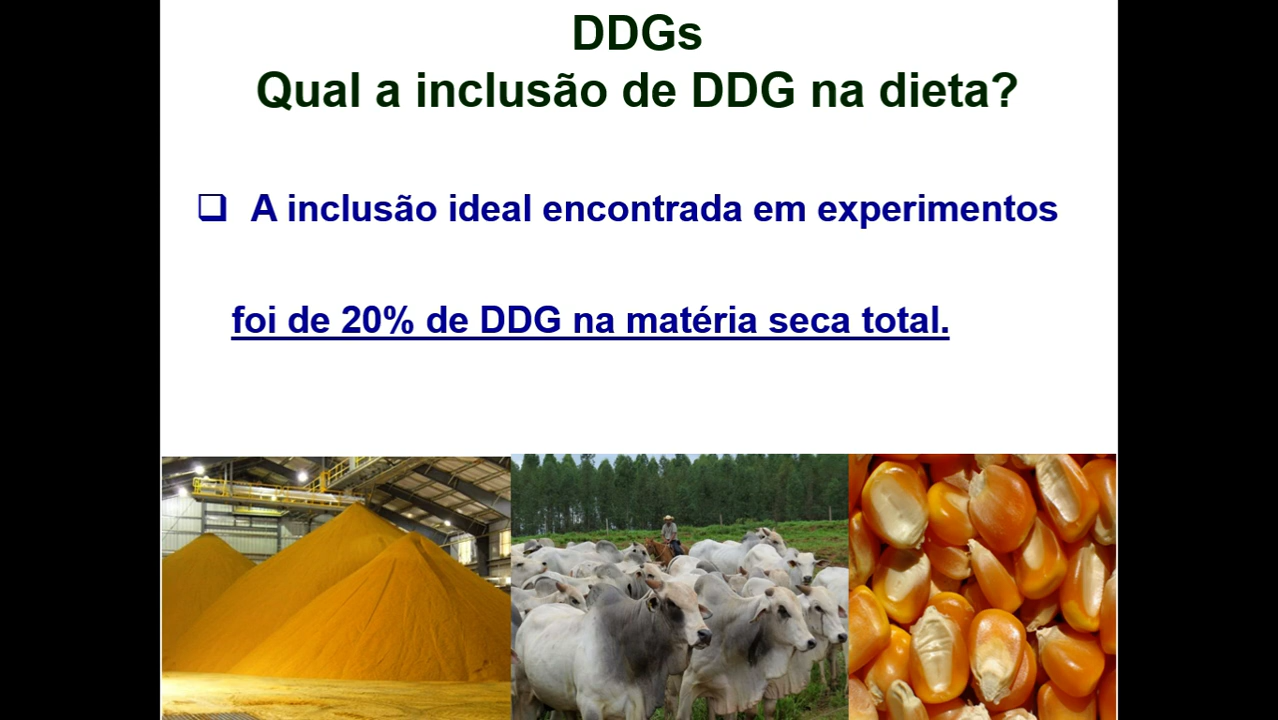 DDGs
Qual a inclusão de DDG na dieta?
A inclusão ideal encontrada em experimentos
foi de 20% de DDG na matéria seca total.